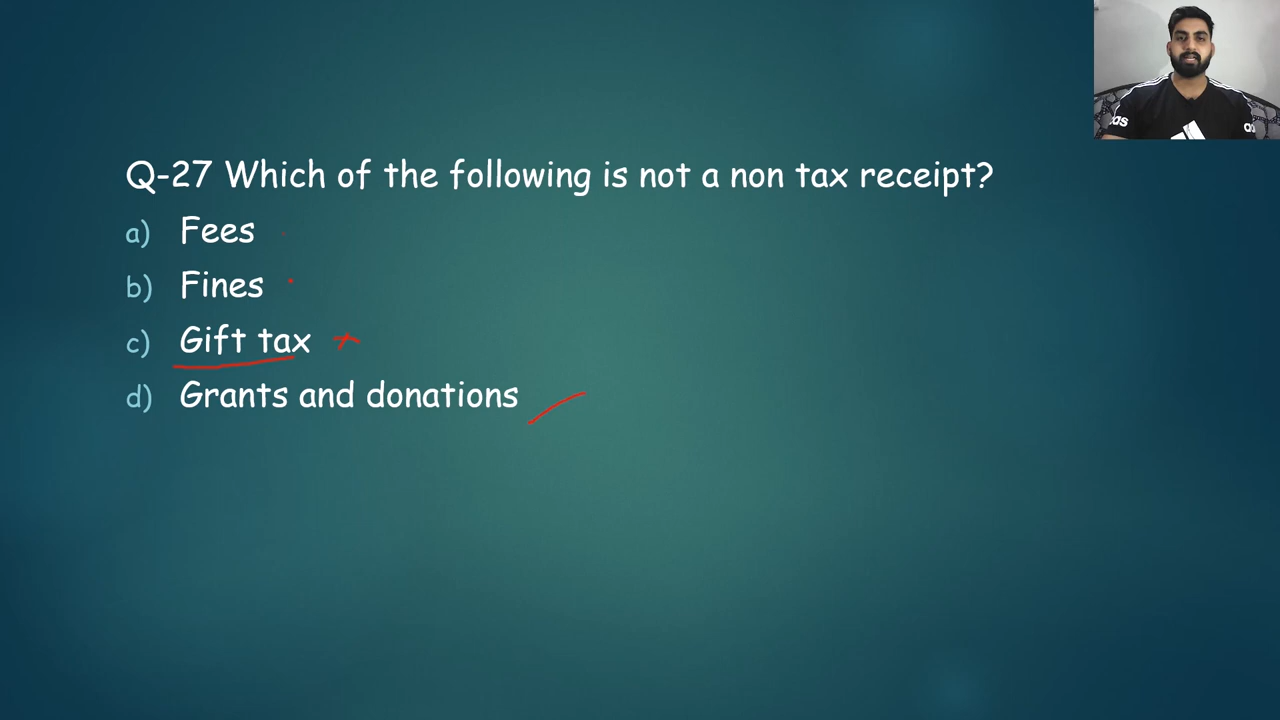 Q-27 Which of the following is not a non tax receipt?
a) Fees
b) Fines
c) Gift tax
d) Grants and donations